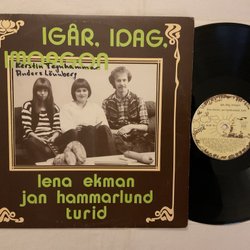 IGÅR, IDAG,
IMORGON
Kerstin Tegnhammar
Anders Lönnberg
lena ekman
jan hammarlund
turid